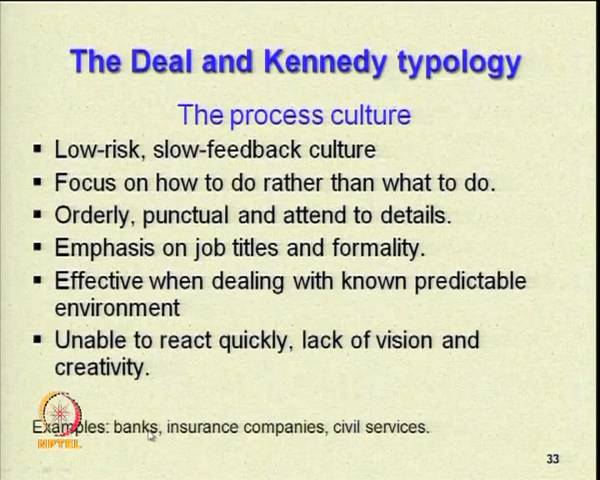 The Deal and Kennedy typology
The process culture
Low-risk, slow-feedback culture
Focus on how to do rather than what to do.
Orderly, punctual and attend to details.
Emphasis on job titles and formality.
Effective when dealing with known predictable
environment
Unable to react quickly, lack of vision and
creativity.
Examples: banks, insurance companies, civil services.
NPTEL
33